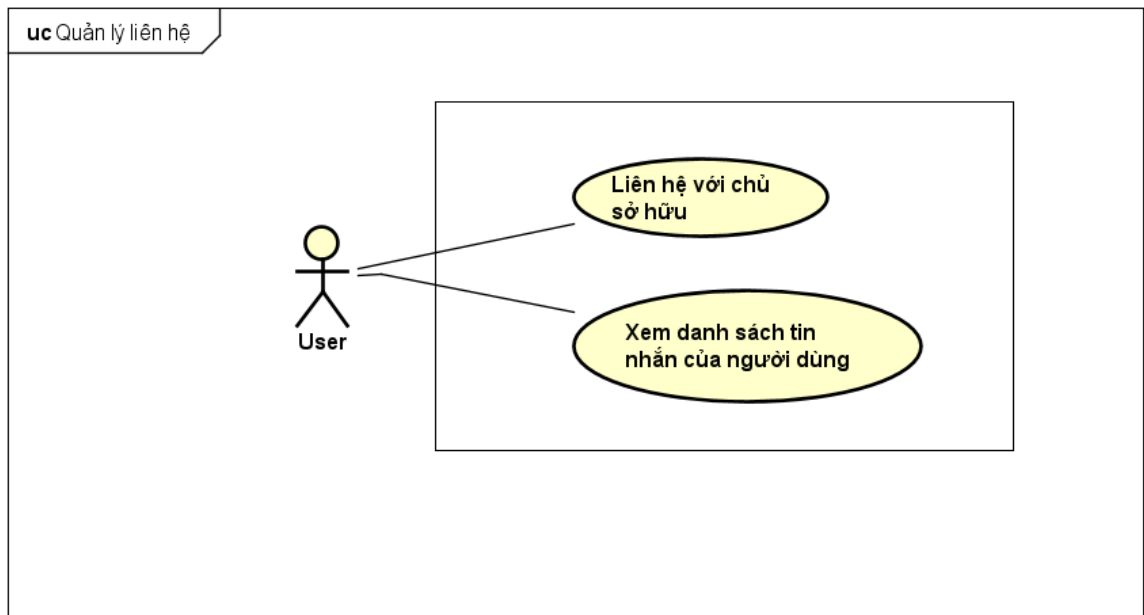 uc Quản lý liên hệ
Liên hệ với chủ
sở hữu
User
Xem danh sách tin
nhắn của người dùng